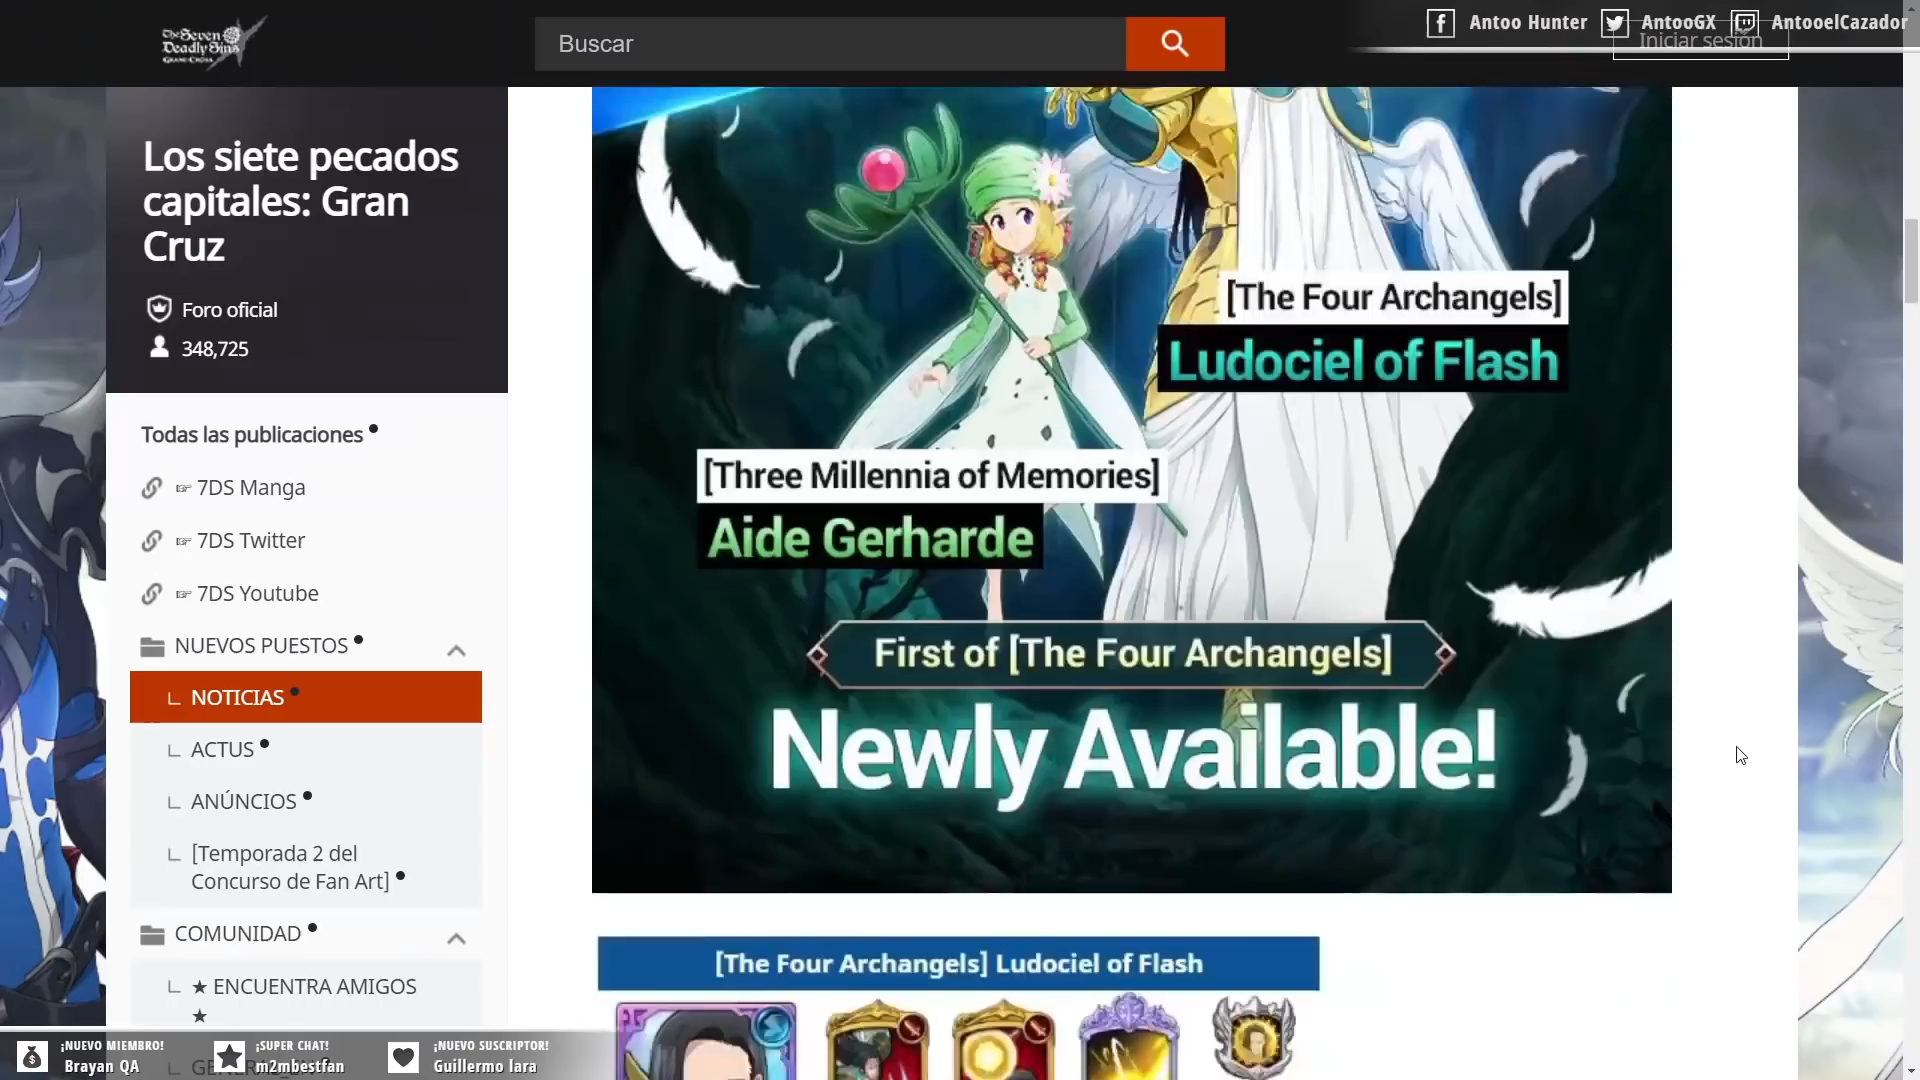 The Seven
Deadly Sins
GRAND CROSS
Buscar
Antoo Hunter
AntooGX
AntooelCazador
Iniciar sesión
Los siete pecados
capitales: Gran
Cruz
Foro oficial
348,725
Todas las publicaciones
☞ 7DS Manga
☞ 7DS Twitter
☞ 7DS Youtube
NUEVOS PUESTOS
NOTICIAS
ACTUS
ANÚNCIOS
[Temporada 2 del
Concurso de Fan Art]
COMUNIDAD
★ ENCUENTRA AMIGOS
★
[The Four Archangels]
Ludociel of Flash
[Three Millennia of Memories]
Aide Gerharde
First of [The Four Archangels]
Newly Available!
[The Four Archangels] Ludociel of Flash
¡NUEVO MIEMBRO!
Brayan QA
¡SUPER CHAT!
m2mbestfan
¡NUEVO SUSCRIPTOR!
Guillermo lara